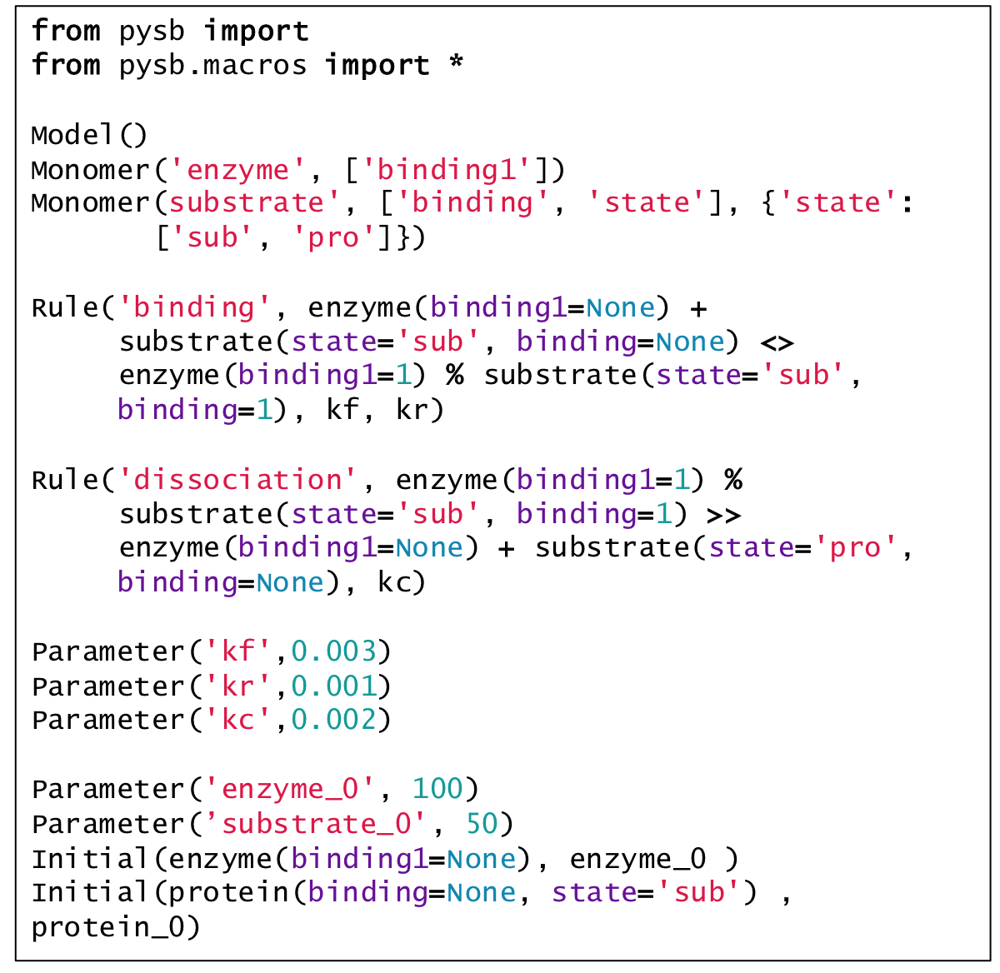 from pysb import
from pysb.macros import *
Model()
Monomer('enzyme', ['binding1'])
Monomer(substrate', ['binding', 'state'], {'state':
['sub', 'pro']})
Rule('binding', enzyme(binding1=None) +
substrate(state='sub', binding=None) <>
enzyme(binding1=1) % substrate(state='sub',
binding=1), kf, kr)
Rule('dissociation', enzyme(binding1=1) %
substrate(state='sub', binding=1) >>
enzyme(binding1=None) + substrate(state='pro',
binding=None), kc)
Parameter('kf',0.003)
Parameter('kr',0.001)
Parameter('kc',0.002)
Parameter('enzyme_0', 100)
Parameter(’substrate_0', 50)
Initial(enzyme(binding1=None), enzyme_0 )
Initial(protein(binding=None, state='sub') ,
protein_0)